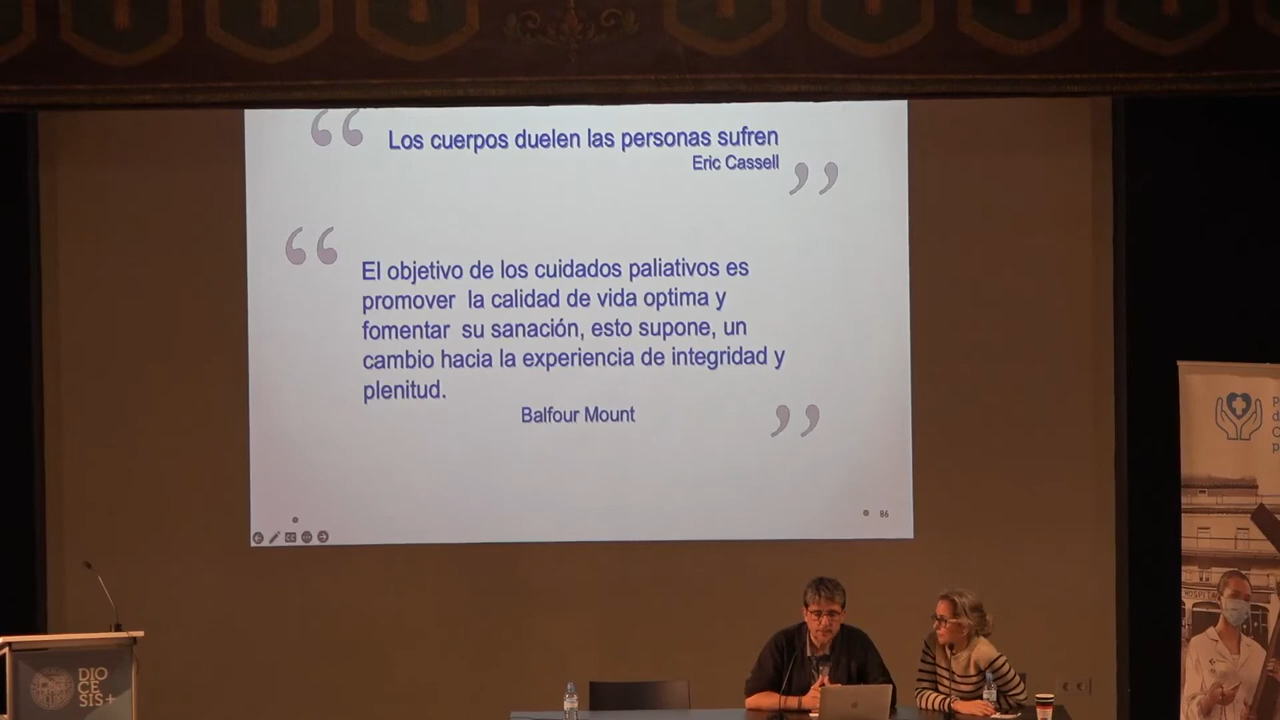 Los cuerpos duelen las personas sufren
Eric Cassell
El objetivo de los cuidados paliativos es
promover la calidad de vida optima y
fomentar su sanación, esto supone, un
cambio hacia la experiencia de integridad y
plenitud.
Balfour Mount
86
DIO
CE
SIS+